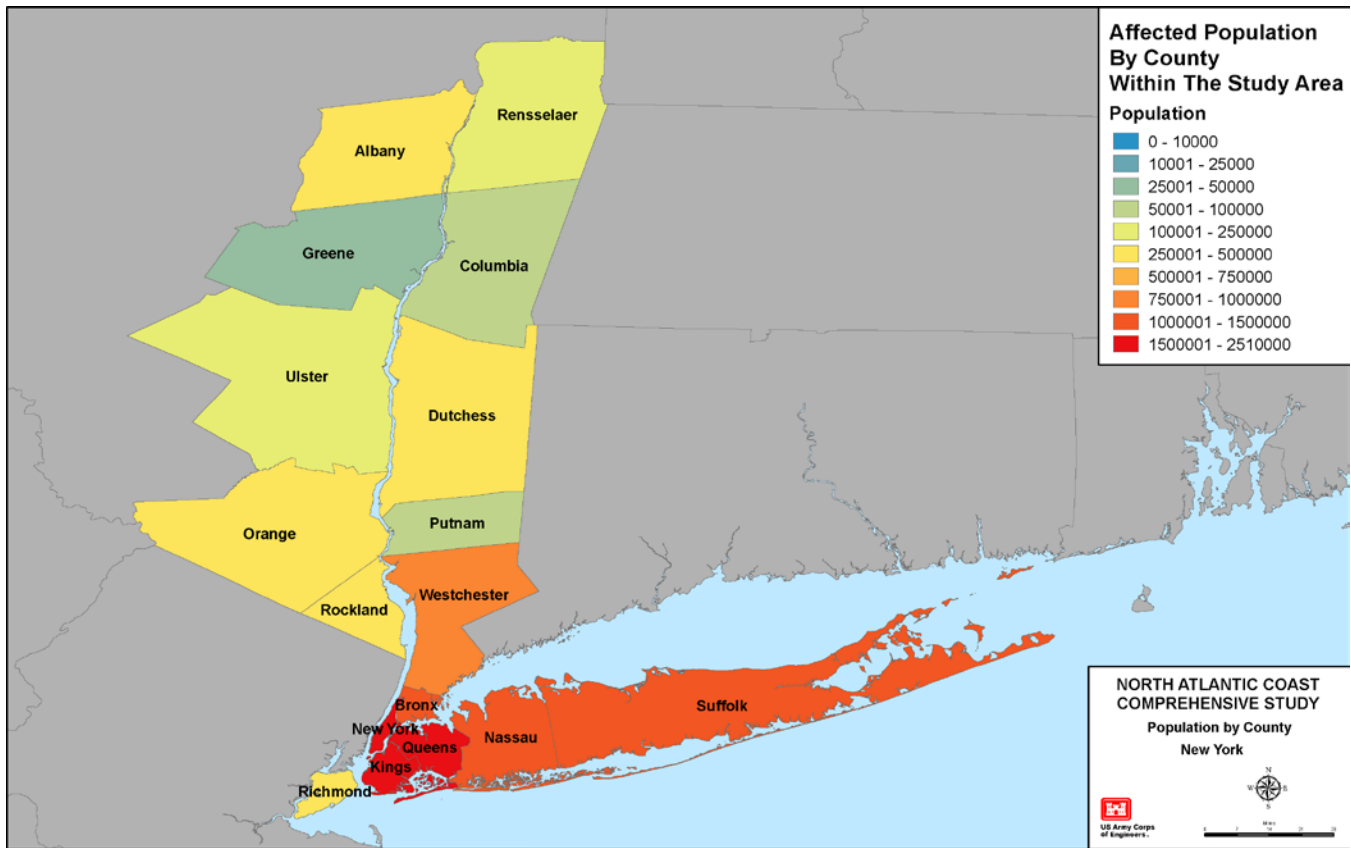 Affected Population
By County
Within The Study Area
Population
0 - 10000
10001 - 25000
25001 - 50000
50001 - 100000
100001 - 250000
250001 - 500000
500001 - 750000
750001 - 1000000
1000001 - 1500000
1500001 - 2510000
Rensselaer
Albany
Greene
Columbia
Ulster
Dutchess
Putnam
Orange
Westchester
Rockland
Bronx
Suffolk
New York
Nassau
Queens
Kings
Richmond
NORTH ATLANTIC COAST
COMPREHENSIVE STUDY
Population by County
New York
N
W
E
S
US Army Corps
of Engineers.
Miles